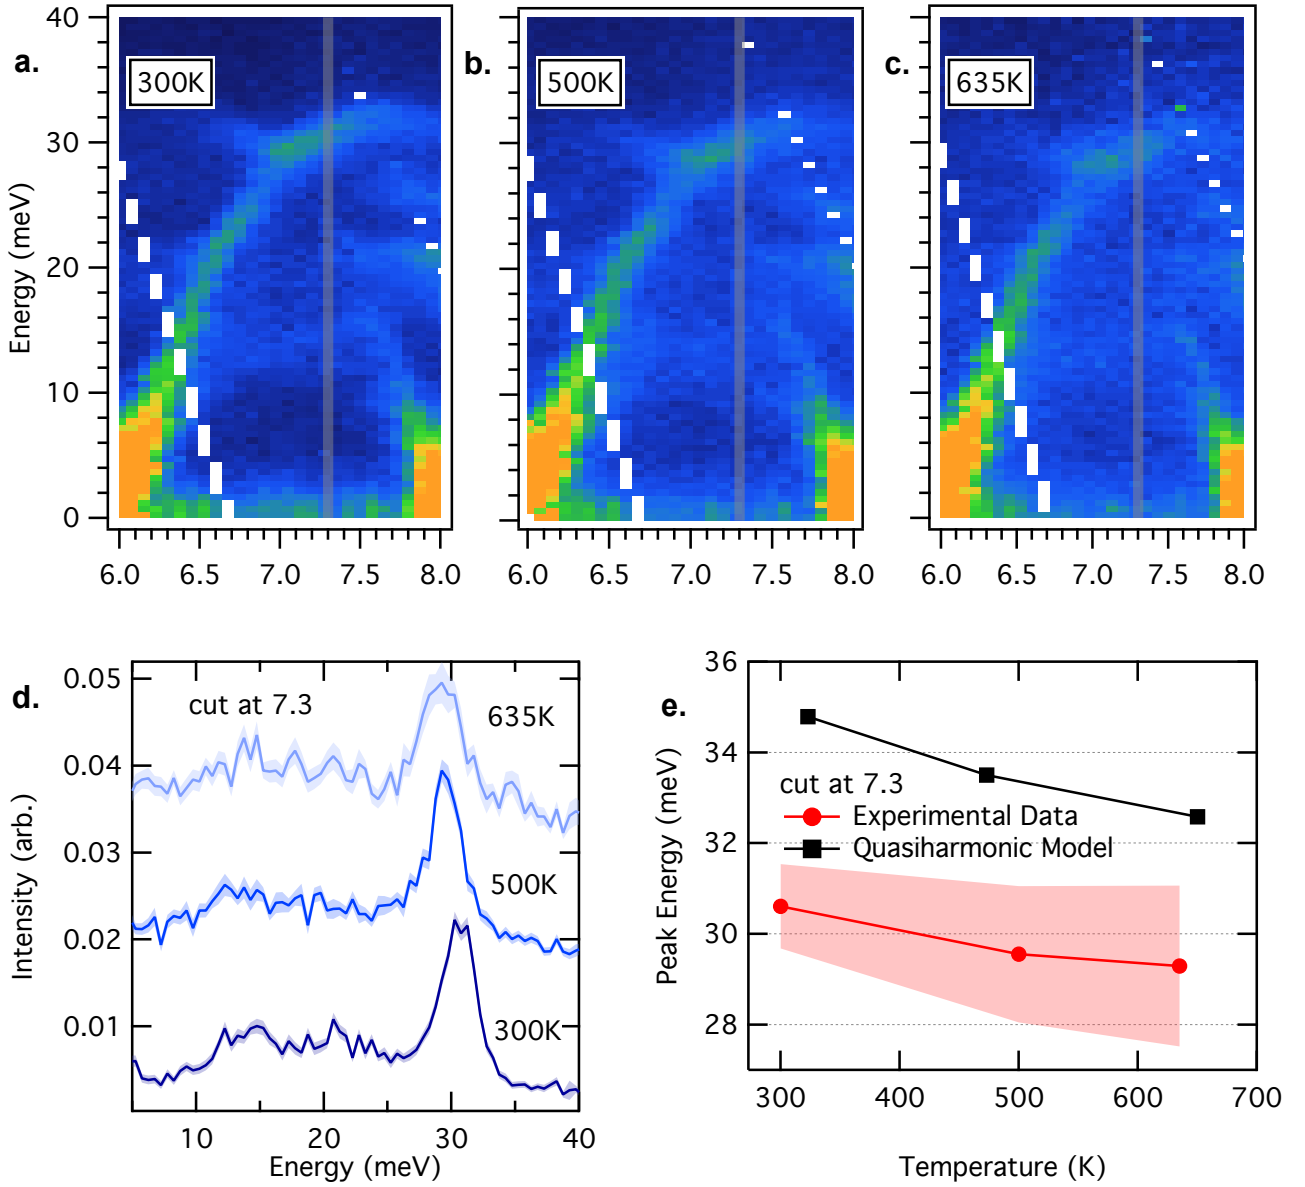 a.
300K
b.
500K
c.
635K
40
30
20
10
0
Energy (meV)
6.0 6.5 7.0 7.5 8.0
6.0 6.5 7.0 7.5 8.0
6.0 6.5 7.0 7.5 8.0
d.
cut at 7.3
635K
500K
300K
0.05
0.04
0.03
0.02
0.01
Intensity (arb.)
10 20 30 40
Energy (meV)
e.
36
34
32
30
28
Peak Energy (meV)
cut at 7.3
Experimental Data
Quasiharmonic Model
300 400 500 600 700
Temperature (K)